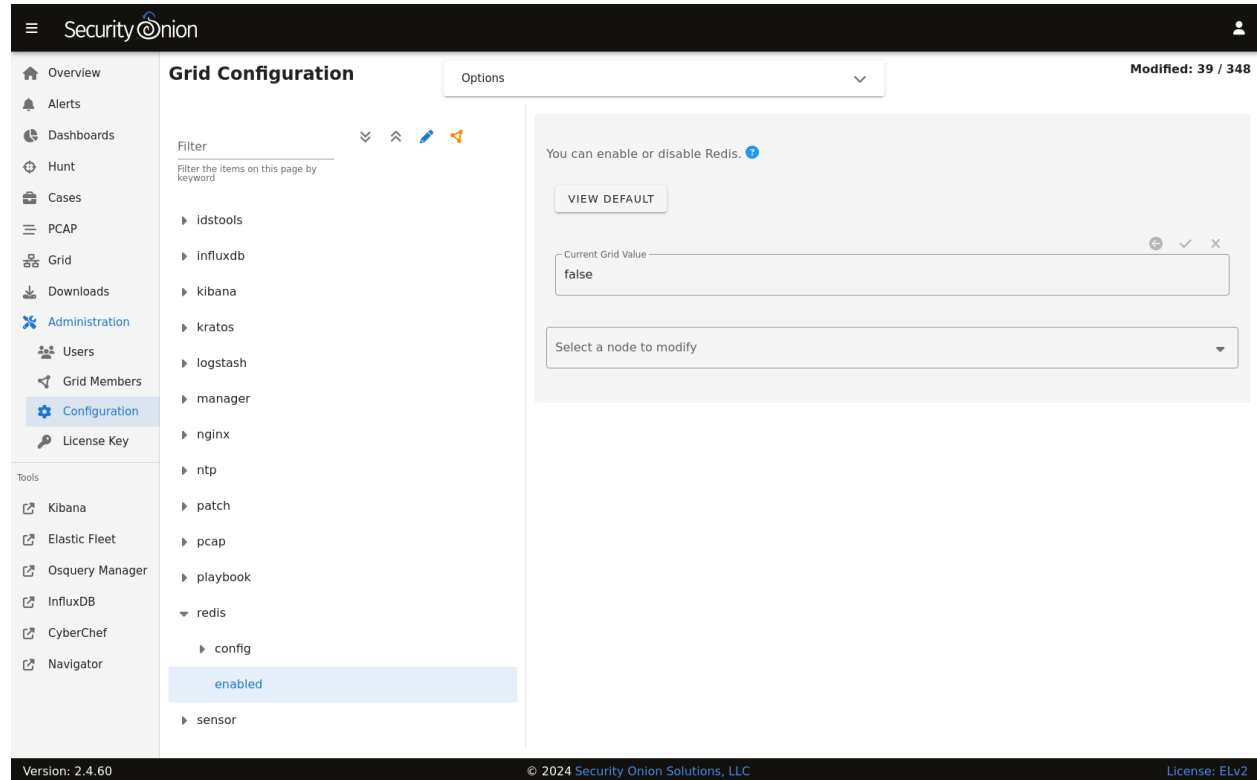 Security Onion
Overview
Alerts
Dashboards
Hunt
Cases
PCAP
Grid
Downloads
Administration
Users
Grid Members
Configuration
License Key
Tools
Kibana
Elastic Fleet
Osquery Manager
InfluxDB
CyberChef
Navigator
Grid Configuration
Options
Modified: 39 / 348
Filter
Filter the items on this page by
keyword
idstools
influxdb
kibana
kratos
logstash
manager
nginx
ntp
patch
pcap
playbook
redis
config
enabled
sensor
You can enable or disable Redis. ?
VIEW DEFAULT
Current Grid Value
false
Select a node to modify
Version: 2.4.60
© 2024 Security Onion Solutions, LLC
License: ELv2